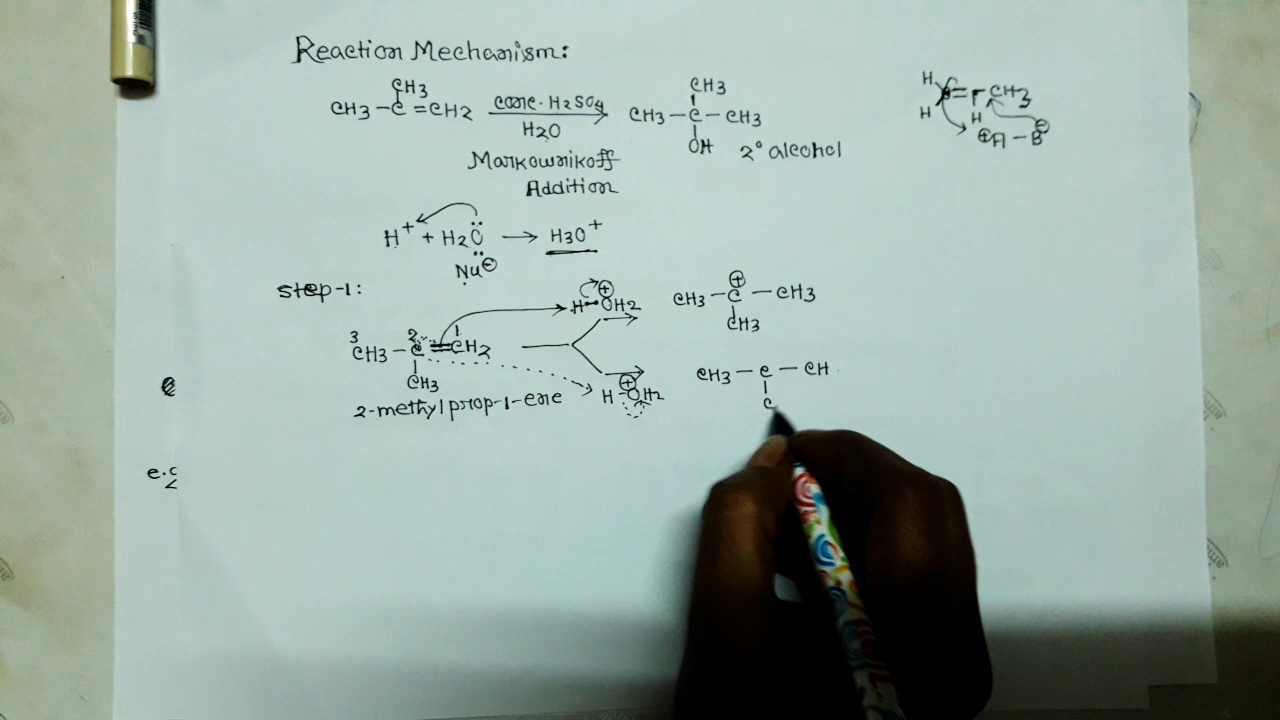 Reaction Mechanism:
CH3
CH3 - C = CH2 conc. H2SO4 H2O
CH3
CH3 - C - CH3
OH 2° alcohol
Markownikoff
Addition
H
H
CH3
H
⊕A - B⊖
H+ + H2O → H3O+
Nu⊖
step-1:
H - OH2 ⊕
⊕
CH3 - C - CH3
CH3
3 2 1
CH3 - C = CH2
CH3
2-methylprop-1-ene
⊕
H - OH2
CH3 - C - CH
C
e.c